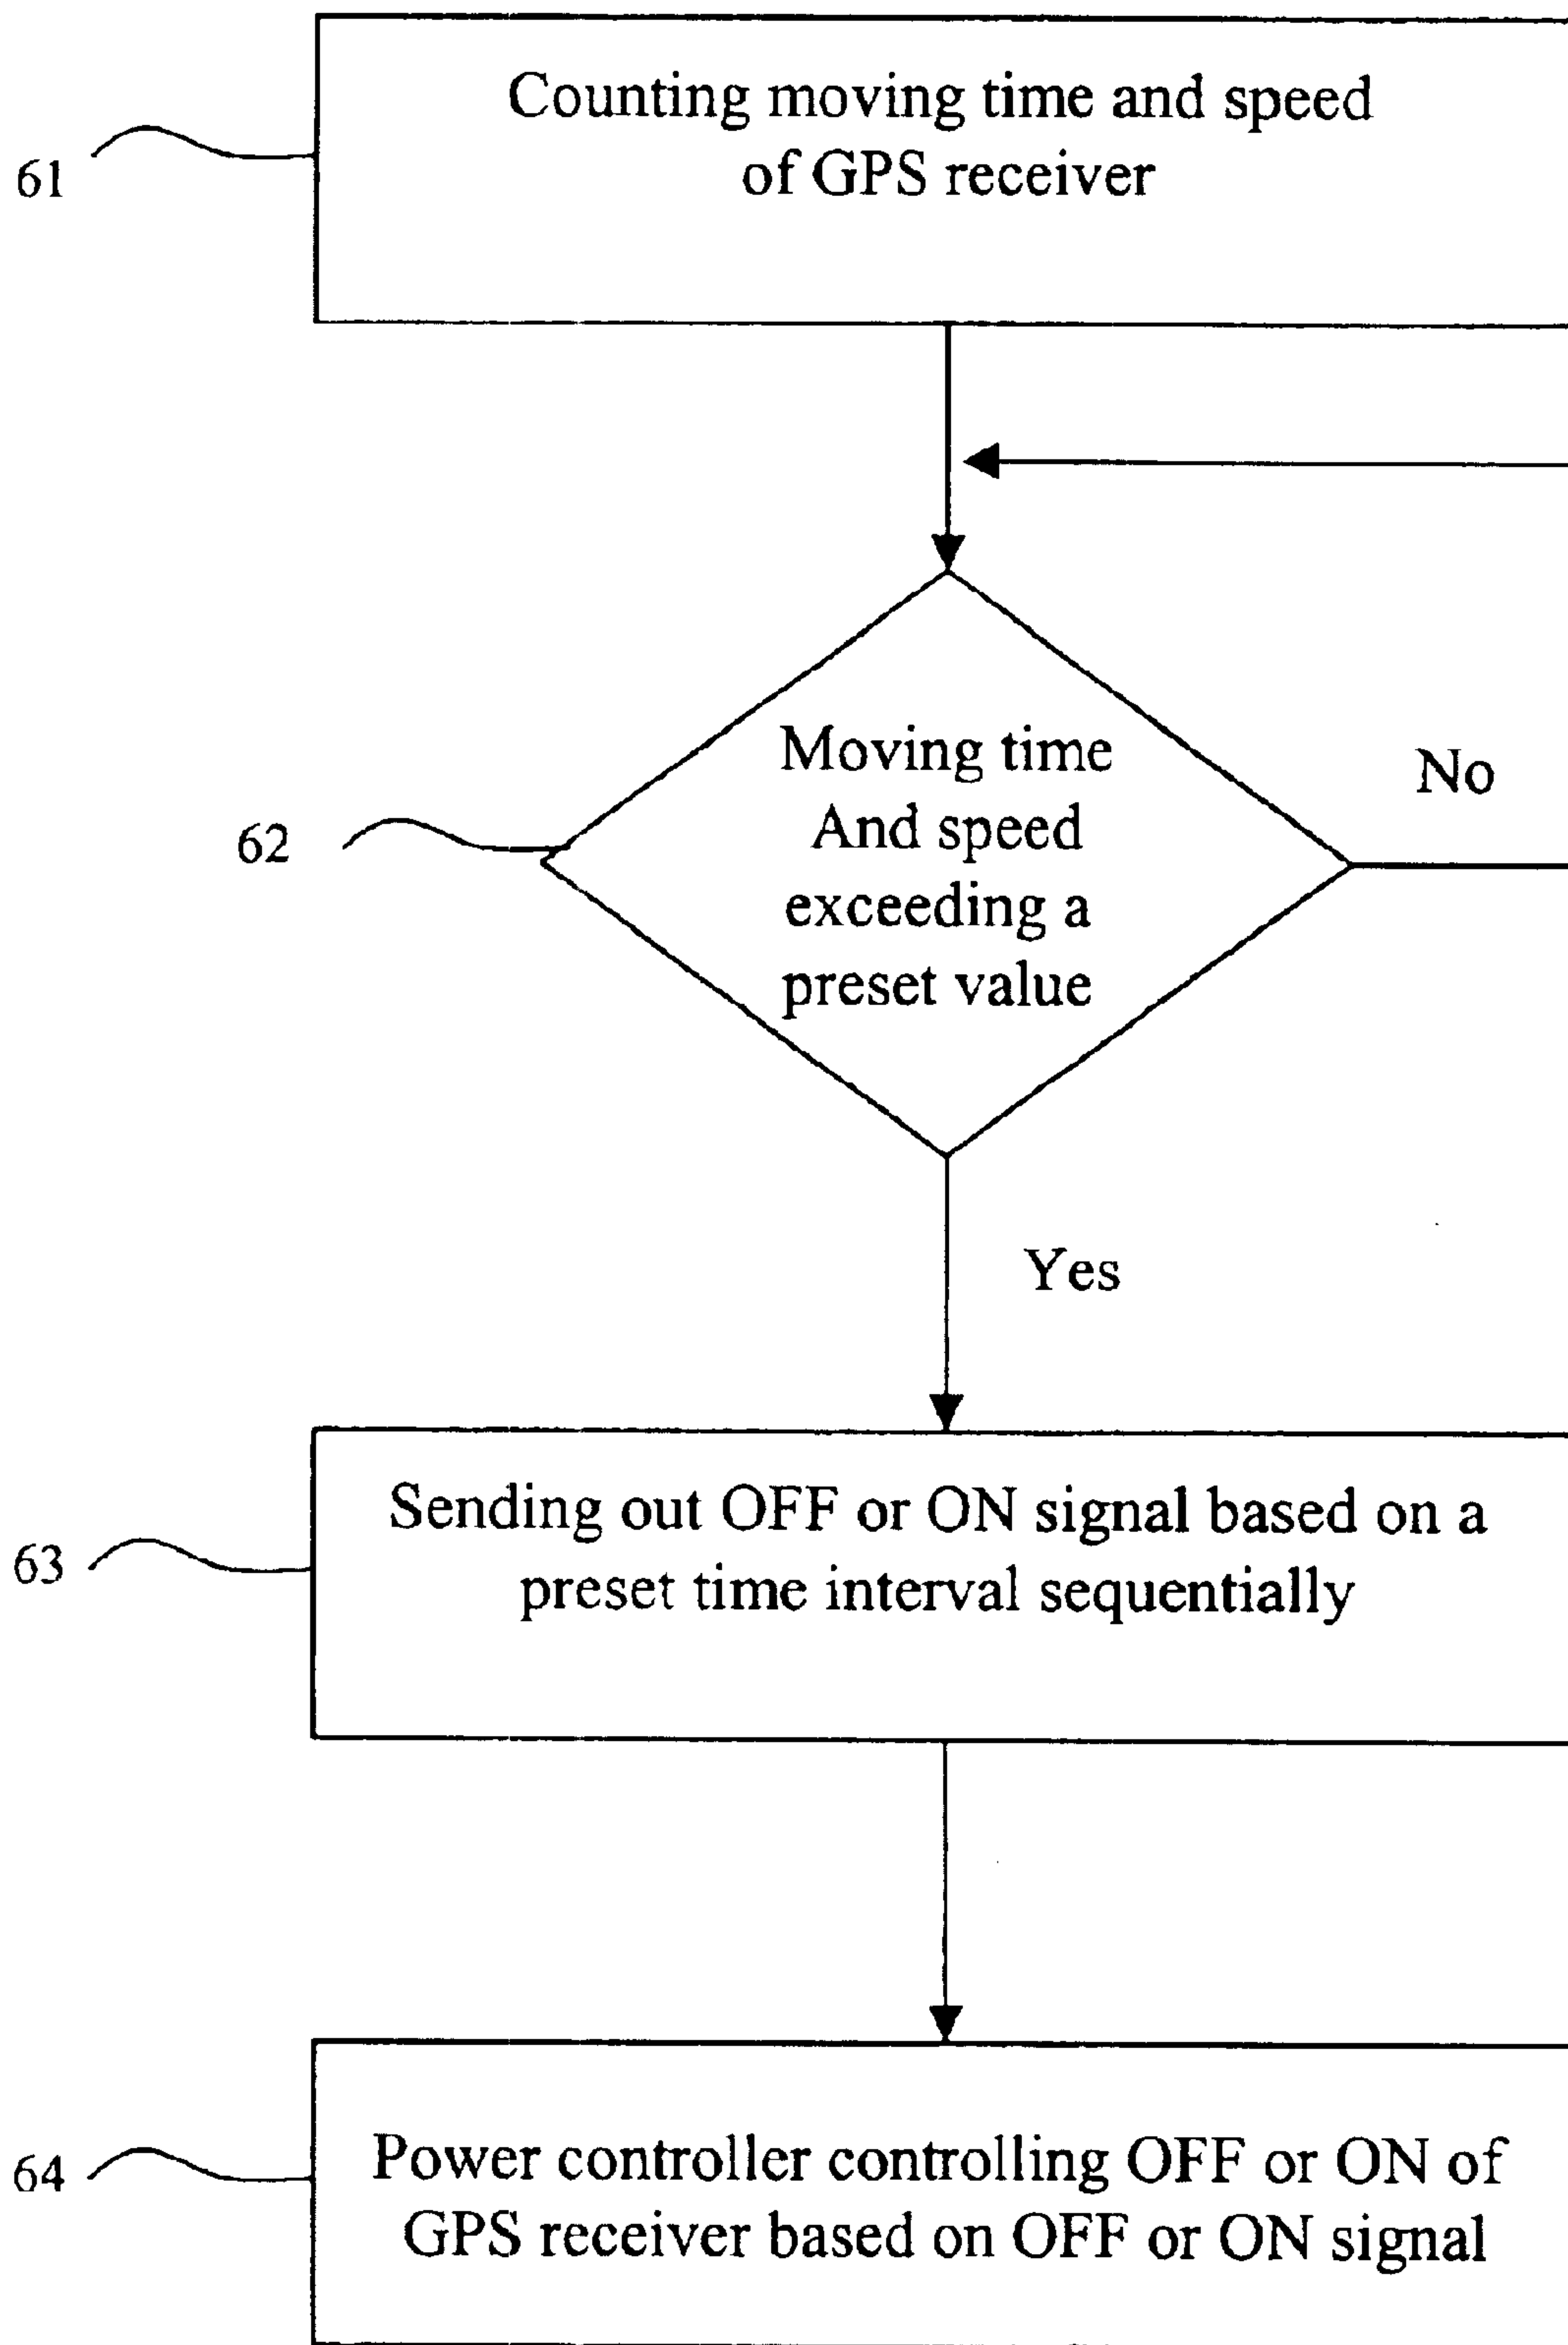 Counting moving time and speed
of GPS receiver
61
Moving time
And speed
exceeding a
preset value
No
62
Yes
Sending out OFF or ON signal based on a
preset time interval sequentially
63
Power controller controlling OFF or ON of
GPS receiver based on OFF or ON signal
64